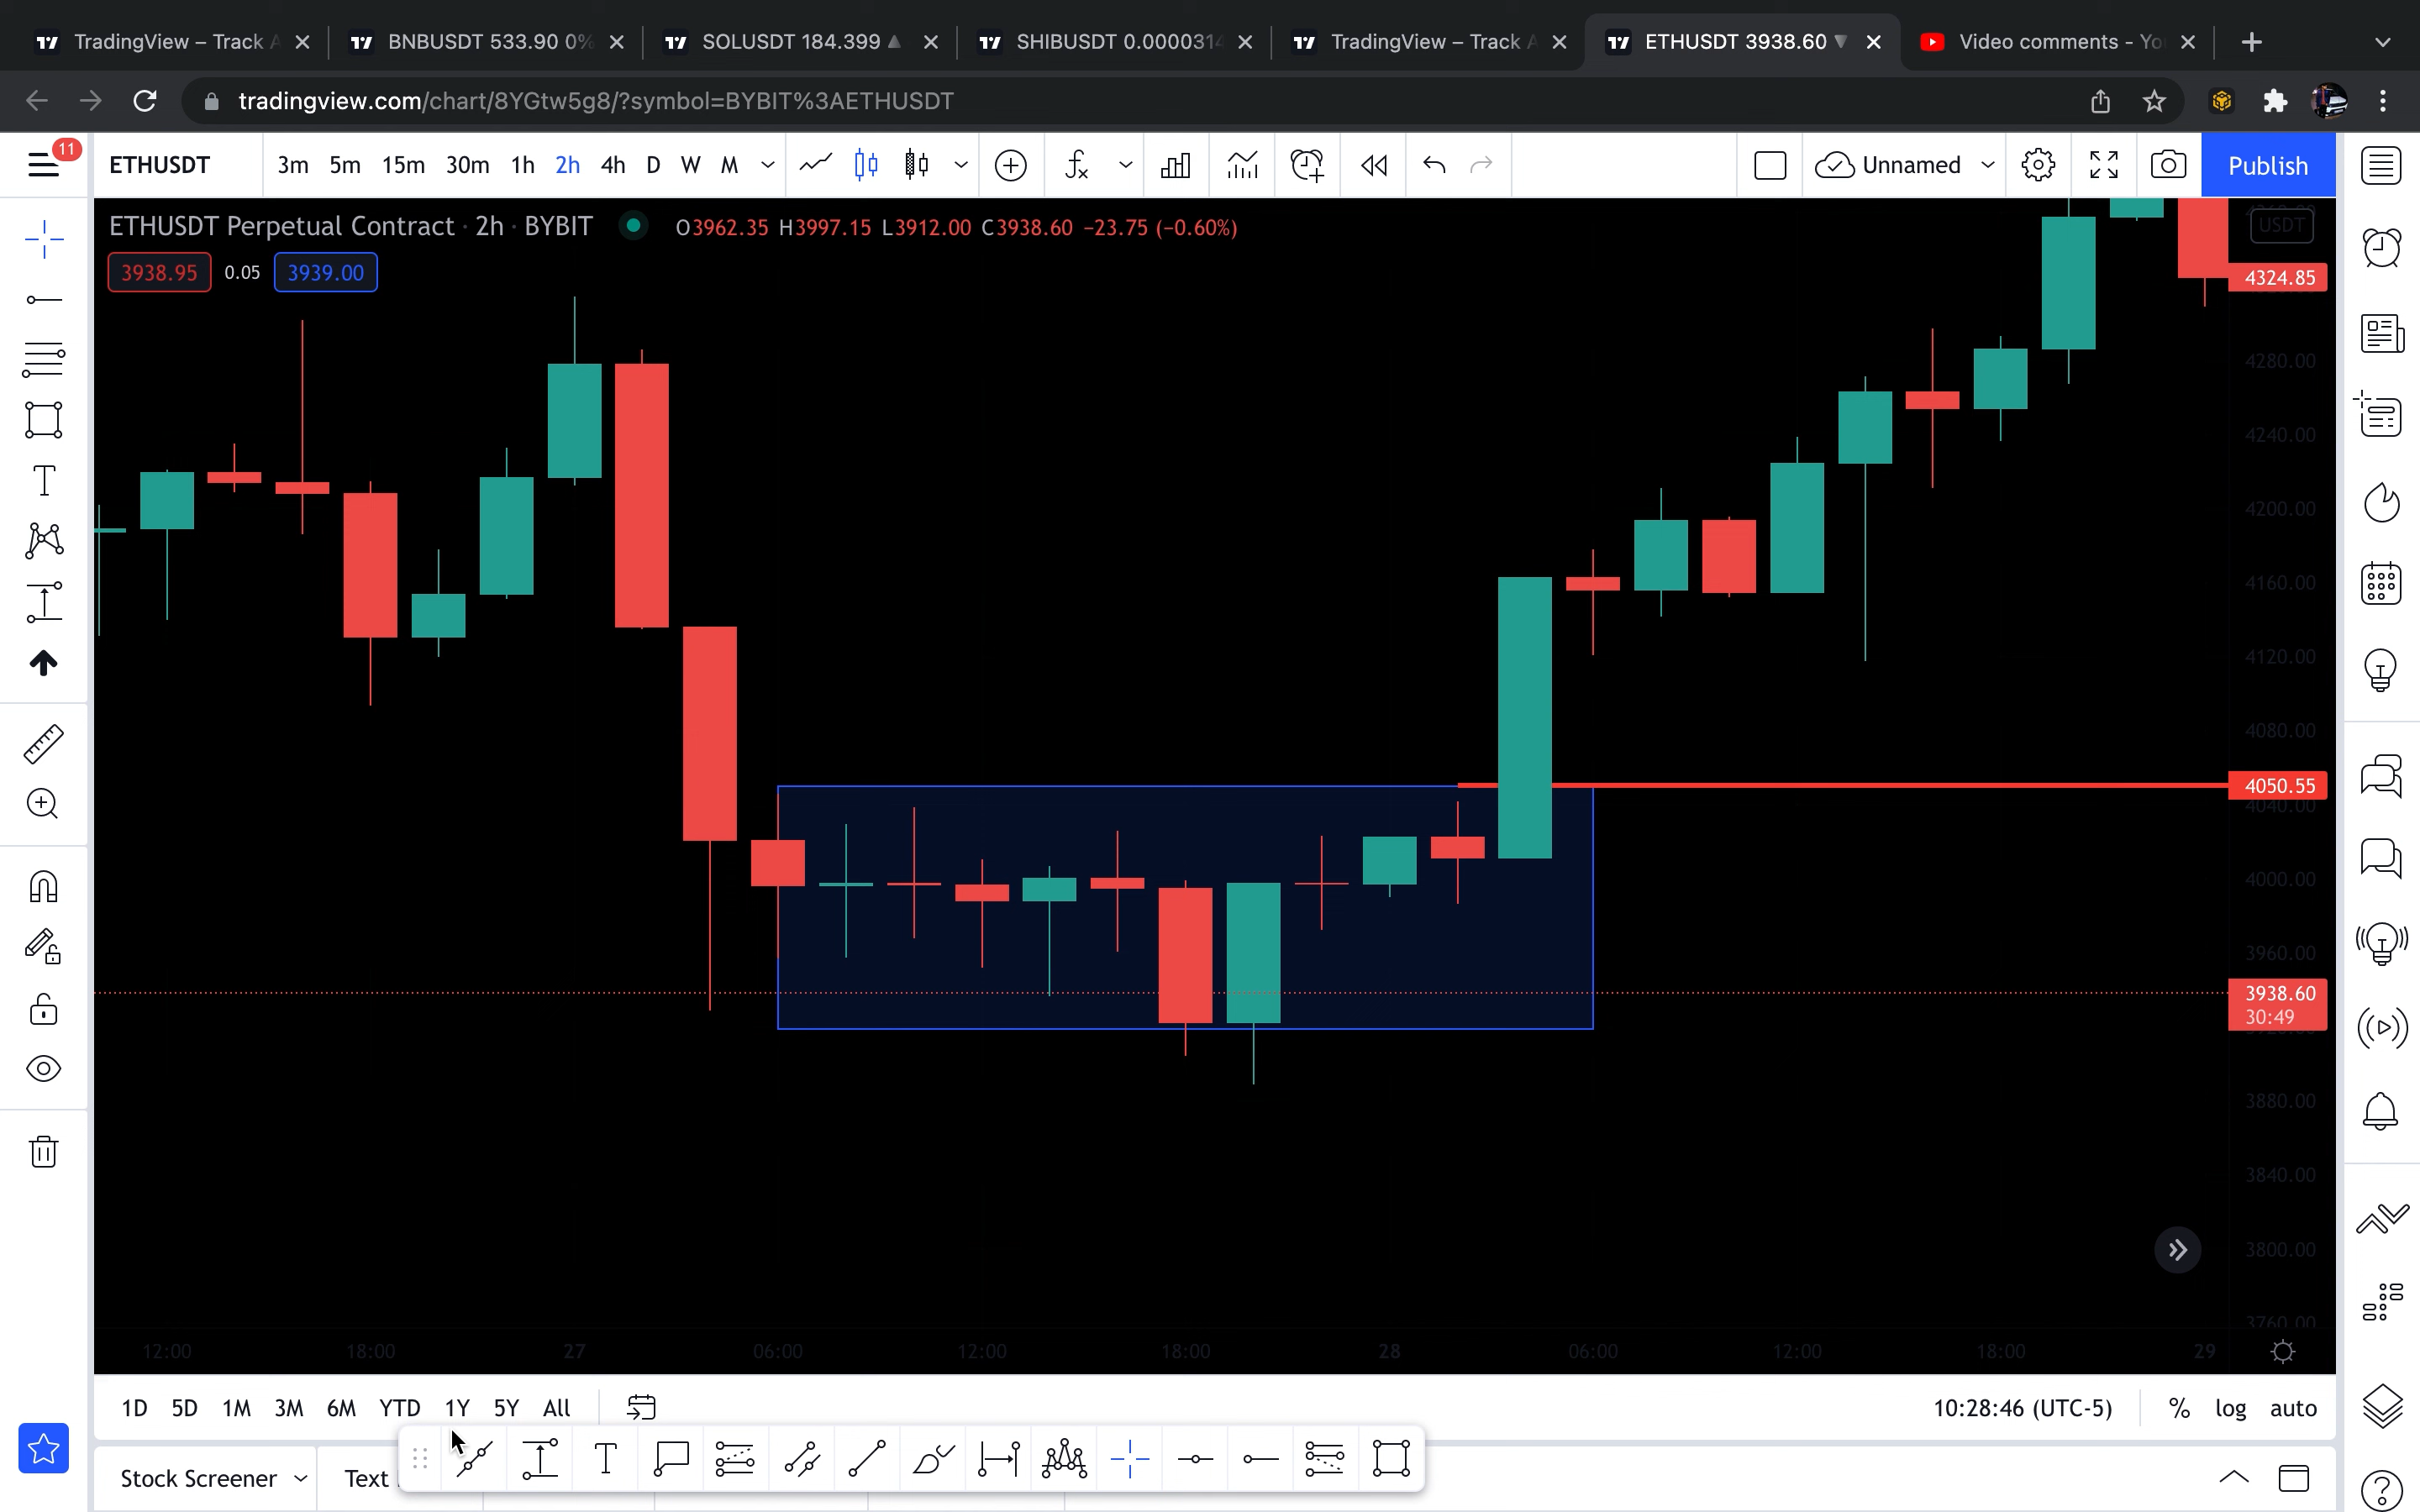 TradingView – Track A
BNBUSDT 533.90 0%
SOLUSDT 184.399 ▲
SHIBUSDT 0.0000314
TradingView – Track A
ETHUSDT 3938.60 ▼
Video comments - Yo
tradingview.com/chart/8YGtw5g8/?symbol=BYBIT%3AETHUSDT
11
ETHUSDT 3m 5m 15m 30m 1h 2h 4h D W M
Unnamed
Publish
ETHUSDT Perpetual Contract · 2h · BYBIT O3962.35 H3997.15 L3912.00 C3938.60 −23.75 (−0.60%)
USDT
3938.95 0.05 3939.00
4324.85
4280.00
4240.00
4200.00
4160.00
4120.00
4080.00
4050.55
4040.00
4000.00
3960.00
3938.60
30:49
3880.00
3840.00
3800.00
3760.00
12:00 18:00 27 06:00 12:00 18:00 28 06:00 12:00 18:00 29
1D 5D 1M 3M 6M YTD 1Y 5Y All
10:28:46 (UTC-5) % log auto
Stock Screener Text